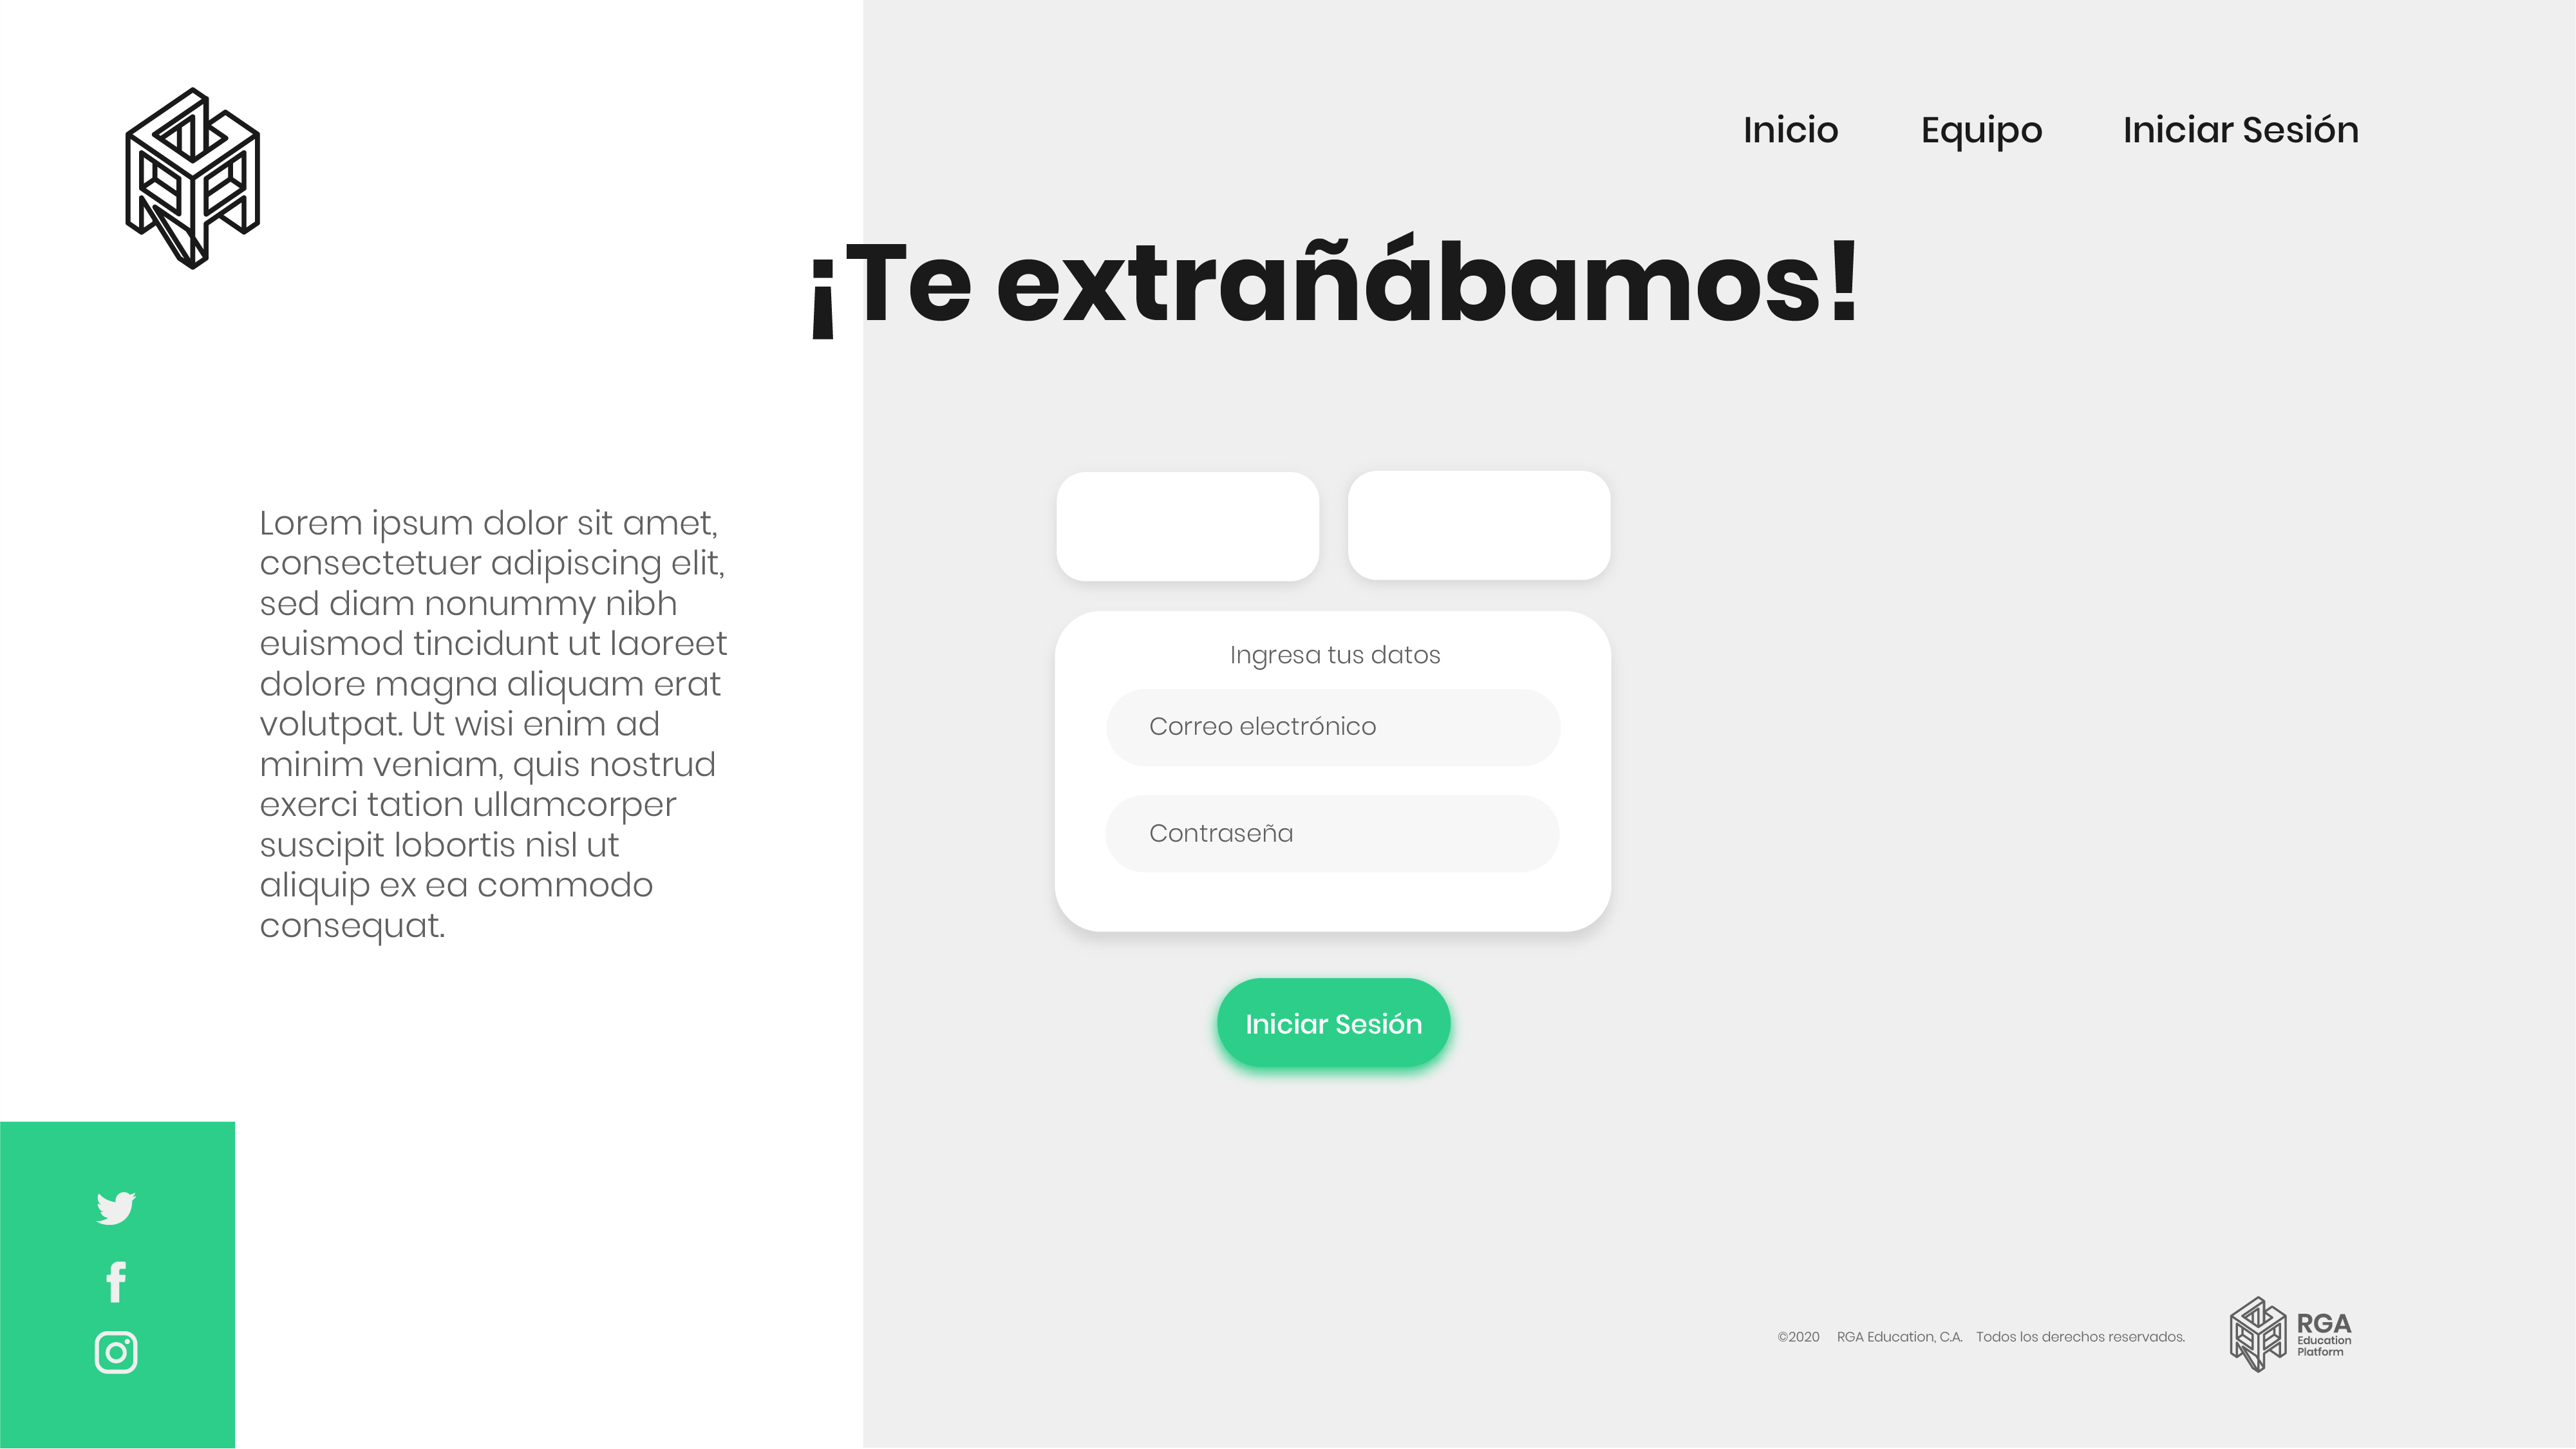 Inicio
Equipo
Iniciar Sesión
¡Te extrañábamos!
Lorem ipsum dolor sit amet,
consectetuer adipiscing elit,
sed diam nonummy nibh
euismod tincidunt ut laoreet
dolore magna aliquam erat
volutpat. Ut wisi enim ad
minim veniam, quis nostrud
exerci tation ullamcorper
suscipit lobortis nisl ut
aliquip ex ea commodo
consequat.
Ingresa tus datos
Correo electrónico
Contraseña
Iniciar Sesión
©2020 RGA Education, C.A. Todos los derechos reservados.
RGA
Education
Platform